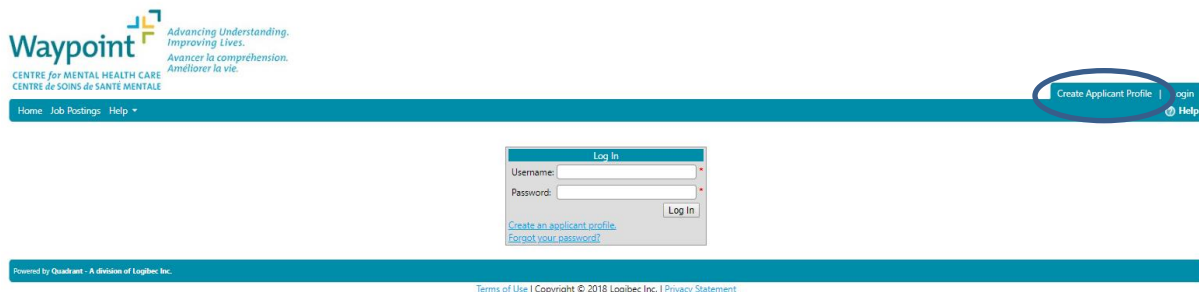 Waypoint
CENTRE for MENTAL HEALTH CARE
CENTRE de SOINS de SANTÉ MENTALE
Advancing Understanding.
Improving Lives.
Avancer la compréhension.
Améliorer la vie.
Create Applicant Profile | ogin
Home Job Postings Help
Help
Log In
Username: *
Password: *
Log In
Create an applicant profile.
Forgot your password?
Powered by Quadrant - A division of Logibec Inc.
Terms of Use | Copyright © 2018 Logibec Inc. | Privacy Statement